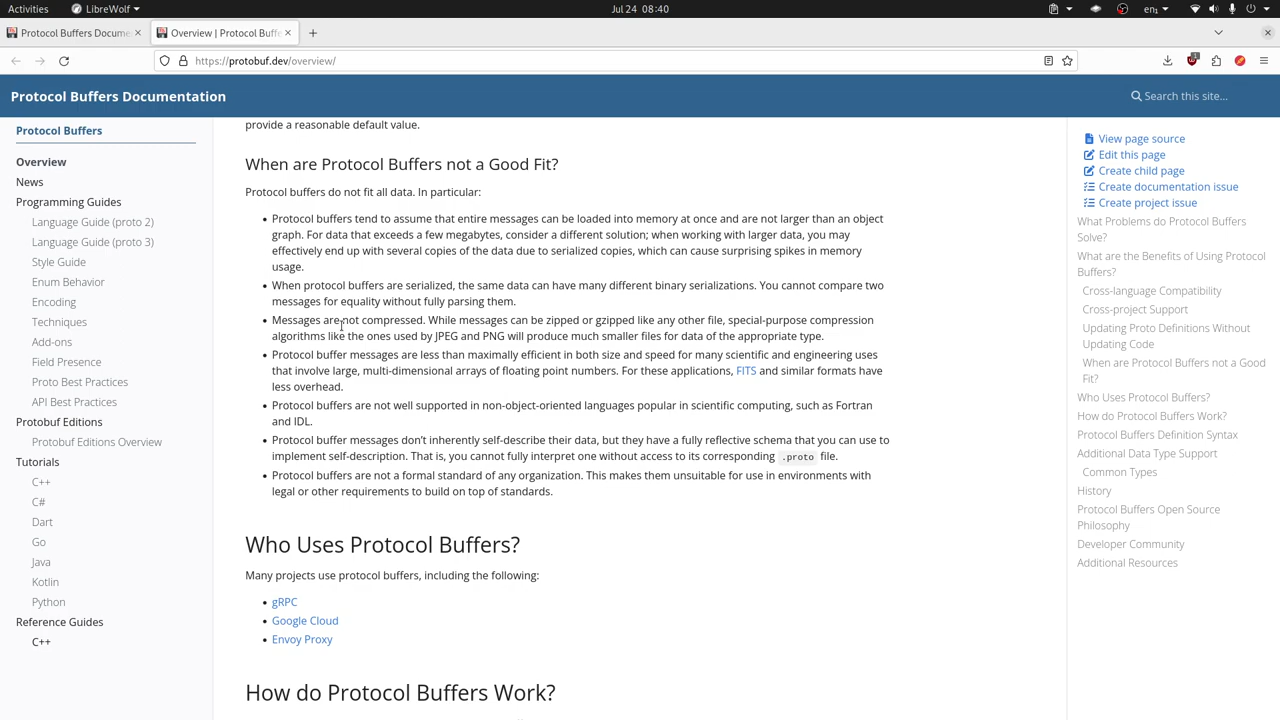 Activities
LibreWolf
Jul 24 08:40
en₁
Protocol Buffers Docume
Overview | Protocol Buff
https://protobuf.dev/overview/
Protocol Buffers Documentation
Search this site...
Protocol Buffers
Overview
News
Programming Guides
Language Guide (proto 2)
Language Guide (proto 3)
Style Guide
Enum Behavior
Encoding
Techniques
Add-ons
Field Presence
Proto Best Practices
API Best Practices
Protobuf Editions
Protobuf Editions Overview
Tutorials
C++
C#
Dart
Go
Java
Kotlin
Python
Reference Guides
C++
provide a reasonable default value.
When are Protocol Buffers not a Good Fit?
Protocol buffers do not fit all data. In particular:
• Protocol buffers tend to assume that entire messages can be loaded into memory at once and are not larger than an object
graph. For data that exceeds a few megabytes, consider a different solution; when working with larger data, you may
effectively end up with several copies of the data due to serialized copies, which can cause surprising spikes in memory
usage.
• When protocol buffers are serialized, the same data can have many different binary serializations. You cannot compare two
messages for equality without fully parsing them.
• Messages are not compressed. While messages can be zipped or gzipped like any other file, special-purpose compression
algorithms like the ones used by JPEG and PNG will produce much smaller files for data of the appropriate type.
• Protocol buffer messages are less than maximally efficient in both size and speed for many scientific and engineering uses
that involve large, multi-dimensional arrays of floating point numbers. For these applications, FITS and similar formats have
less overhead.
• Protocol buffers are not well supported in non-object-oriented languages popular in scientific computing, such as Fortran
and IDL.
• Protocol buffer messages don’t inherently self-describe their data, but they have a fully reflective schema that you can use to
implement self-description. That is, you cannot fully interpret one without access to its corresponding .proto file.
• Protocol buffers are not a formal standard of any organization. This makes them unsuitable for use in environments with
legal or other requirements to build on top of standards.
Who Uses Protocol Buffers?
Many projects use protocol buffers, including the following:
• gRPC
• Google Cloud
• Envoy Proxy
How do Protocol Buffers Work?
View page source
Edit this page
Create child page
Create documentation issue
Create project issue
What Problems do Protocol Buffers
Solve?
What are the Benefits of Using Protocol
Buffers?
Cross-language Compatibility
Cross-project Support
Updating Proto Definitions Without
Updating Code
When are Protocol Buffers not a Good
Fit?
Who Uses Protocol Buffers?
How do Protocol Buffers Work?
Protocol Buffers Definition Syntax
Additional Data Type Support
Common Types
History
Protocol Buffers Open Source
Philosophy
Developer Community
Additional Resources